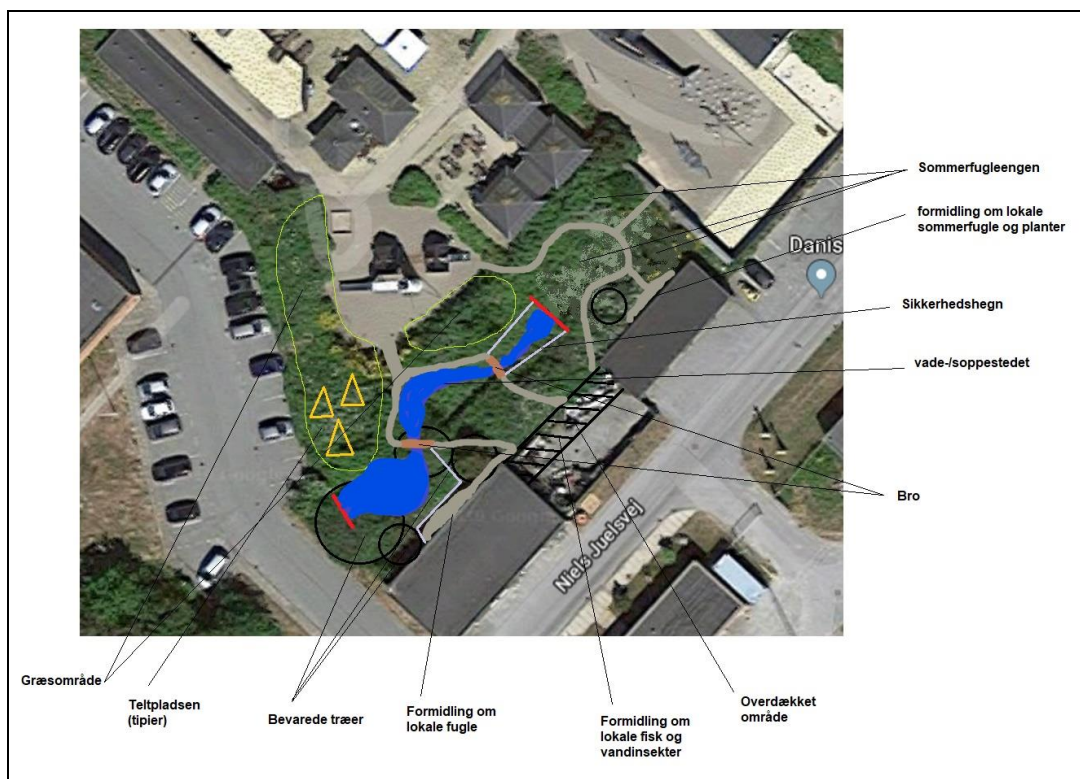 Sommerfugleengen
formidling om lokale
sommerfugle og planter
Danis
Sikkerhedshegn
vade-/soppestedet
Bro
Niels Juelsvej
Græsområde
Teltpladsen
(tipier)
Bevarede træer
Formidling om
lokale fugle
Formidling om
lokale fisk og
vandinsekter
Overdækket
område